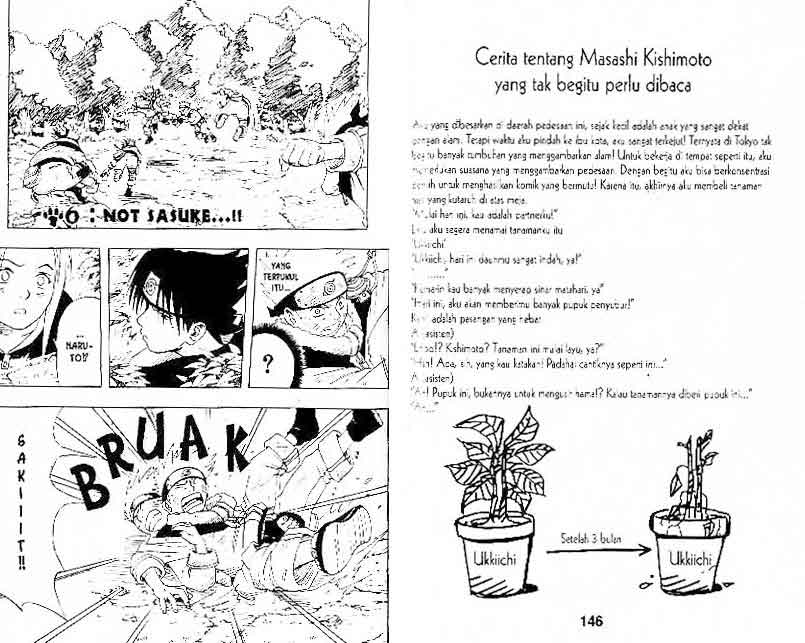 6 : NOT SASUKE...!!
... NARU-
TO!?
YANG
TERPUKUL
ITU...
?
BRUAK
SAKIIIT!!
Cerita tentang Masashi Kishimoto
yang tak begitu perlu dibaca
Aku yang dibesarkan di daerah pedesaan ini, sejak kecil adalah anak yang sangat dekat
dengan alam. Tetapi waktu aku pindah ke ibu kota, aku sangat terkejut! Ternyata di Tokyo tak
begitu banyak tumbuhan yang menggambarkan alam! Untuk bekerja di tempat seperti itu, aku
memerlukan suasana yang menggambarkan pedesaan. Dengan begitu aku bisa berkonsentrasi
penuh untuk menghasilkan komik yang bermutu! Karena itu, akhirnya aku membeli tanaman
yang kutaruh di atas meja.
"Mulai hari ini, kau adalah partnerku!"
aku segera menamai tanamanku itu
"Ukkiichi"
"Ukkiichi, hari ini daunmu sangat indah, ya!"
"........"
"Kemarin kau banyak menyerap sinar matahari, ya"
"Hari ini, aku akan memberimu banyak pupuk penyubur!"
Kami adalah pasangan yang hebat
Asisten)
"Lho!? Kishimoto? Tanaman ini mulai layu, ya?"
"Hah! Apa, sih, yang kau katakan! Padahal cantiknya seperti ini..."
Asisten)
"Ah! Pupuk ini, bukannya untuk mengusir hama!? Kalau tanamannya diberi pupuk ini..."
"Ah..."
Setelah 3 bulan
Ukkiichi
Ukkiichi
146